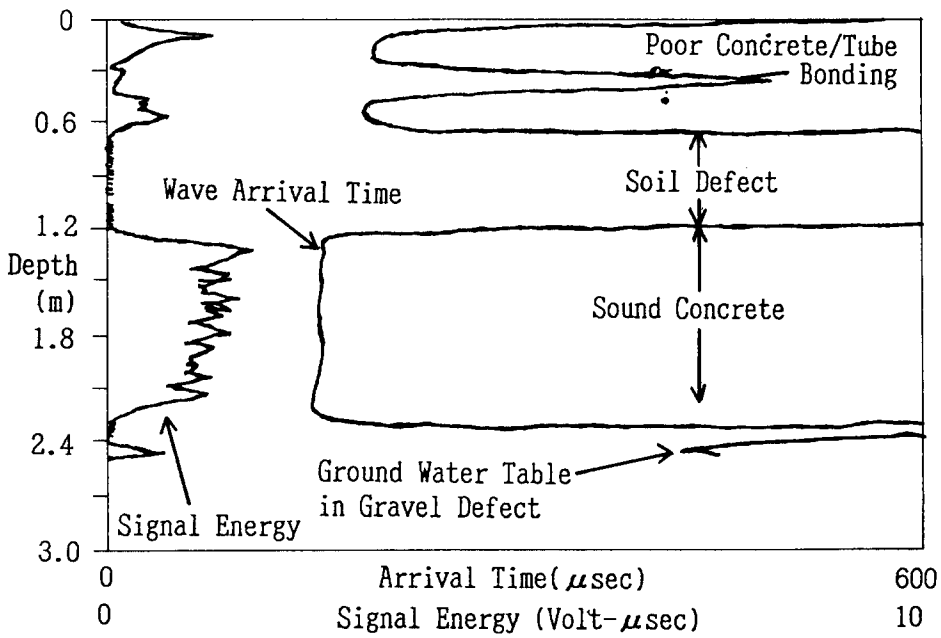 0
Poor Concrete/Tube
Bonding
0.6
Soil Defect
Wave Arrival Time
1.2
Depth
(m)
Sound Concrete
1.8
2.4
Ground Water Table
in Gravel Defect
Signal Energy
3.0
0 Arrival Time(μsec) 600
0 Signal Energy (Volt-μsec) 10